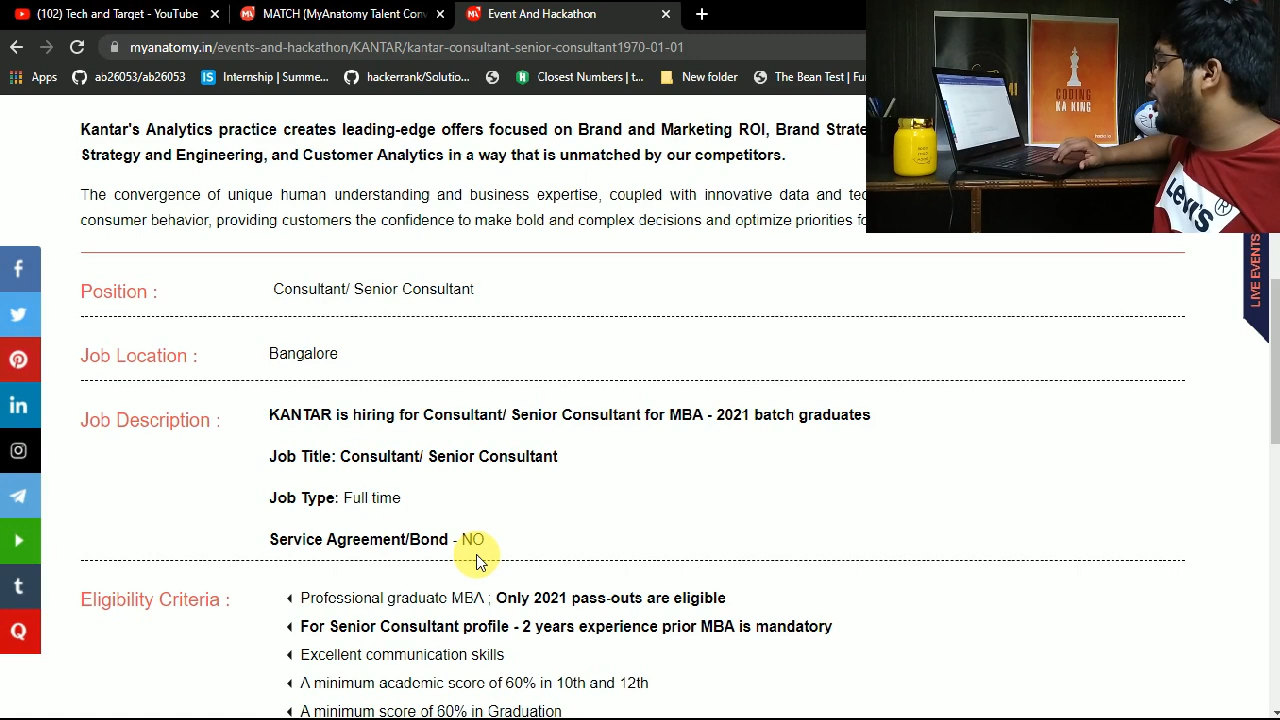 (102) Tech and Target - YouTube
MATCH (MyAnatomy Talent Conv
Event And Hackathon
myanatomy.in/events-and-hackathon/KANTAR/kantar-consultant-senior-consultant1970-01-01
Apps
ab26053/ab26053
Internship | Summe...
hackerrank/Solutio...
Closest Numbers | t...
New folder
The Bean Test | Fu
CODING
KA KING
Levi's ®
Kantar's Analytics practice creates leading-edge offers focused on Brand and Marketing ROI, Brand Strate
Strategy and Engineering, and Customer Analytics in a way that is unmatched by our competitors.
The convergence of unique human understanding and business expertise, coupled with innovative data and tec
consumer behavior, providing customers the confidence to make bold and complex decisions and optimize priorities fo
LIVE EVENTS
Position :
Consultant/ Senior Consultant
Job Location :
Bangalore
Job Description :
KANTAR is hiring for Consultant/ Senior Consultant for MBA - 2021 batch graduates
Job Title: Consultant/ Senior Consultant
Job Type: Full time
Service Agreement/Bond - NO
Eligibility Criteria :
Professional graduate MBA ; Only 2021 pass-outs are eligible
For Senior Consultant profile - 2 years experience prior MBA is mandatory
Excellent communication skills
A minimum academic score of 60% in 10th and 12th
A minimum score of 60% in Graduation